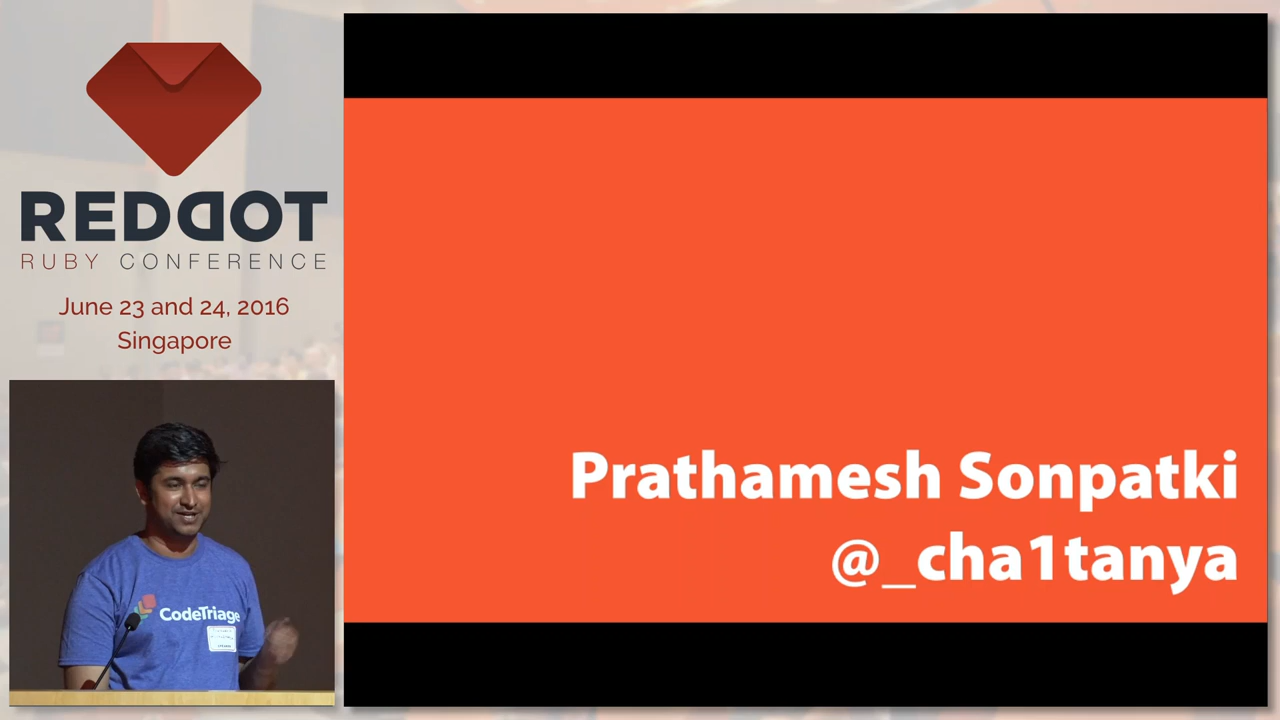 REDDOT
RUBY CONFERENCE
June 23 and 24, 2016
Singapore
CodeTriage
Prathamesh Sonpatki
@_cha1tanya